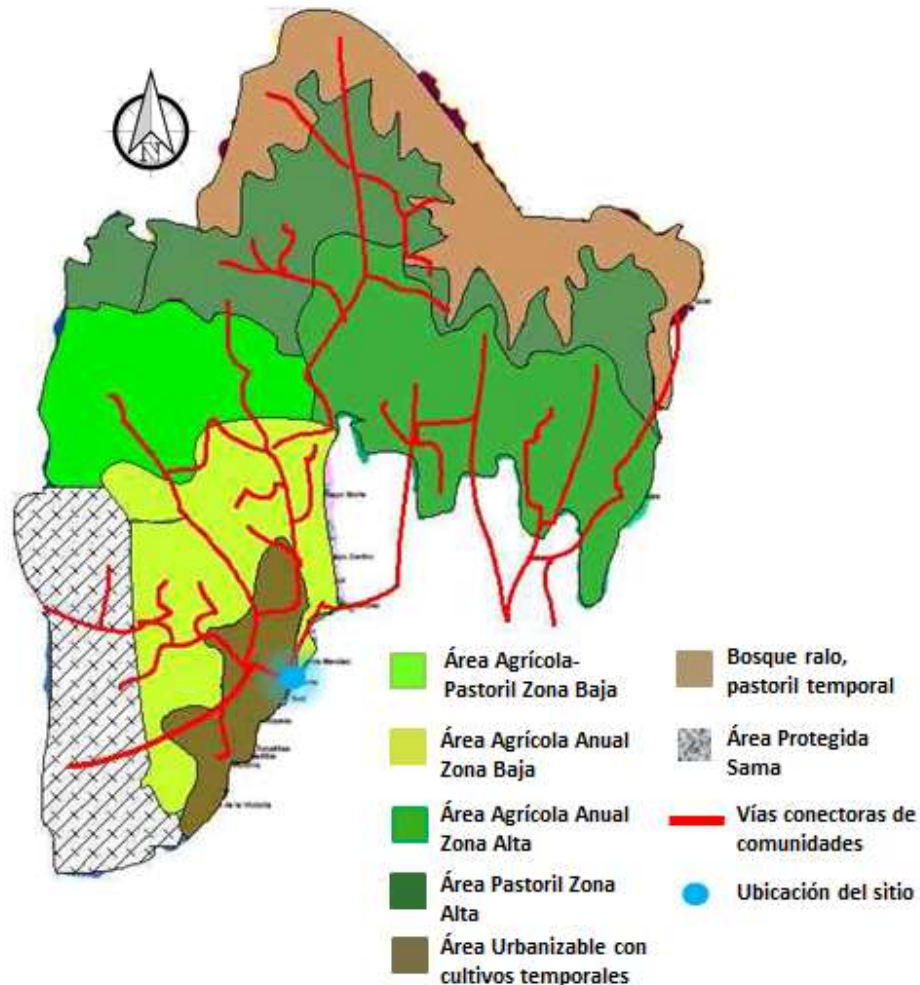 N
Área Agrícola-
Pastoril Zona Baja
Área Agrícola Anual
Zona Baja
Área Agrícola Anual
Zona Alta
Área Pastoril Zona
Alta
Área Urbanizable con
cultivos temporales
Bosque ralo,
pastoril temporal
Área Protegida
Sama
Vías conectoras de
comunidades
Ubicación del sitio